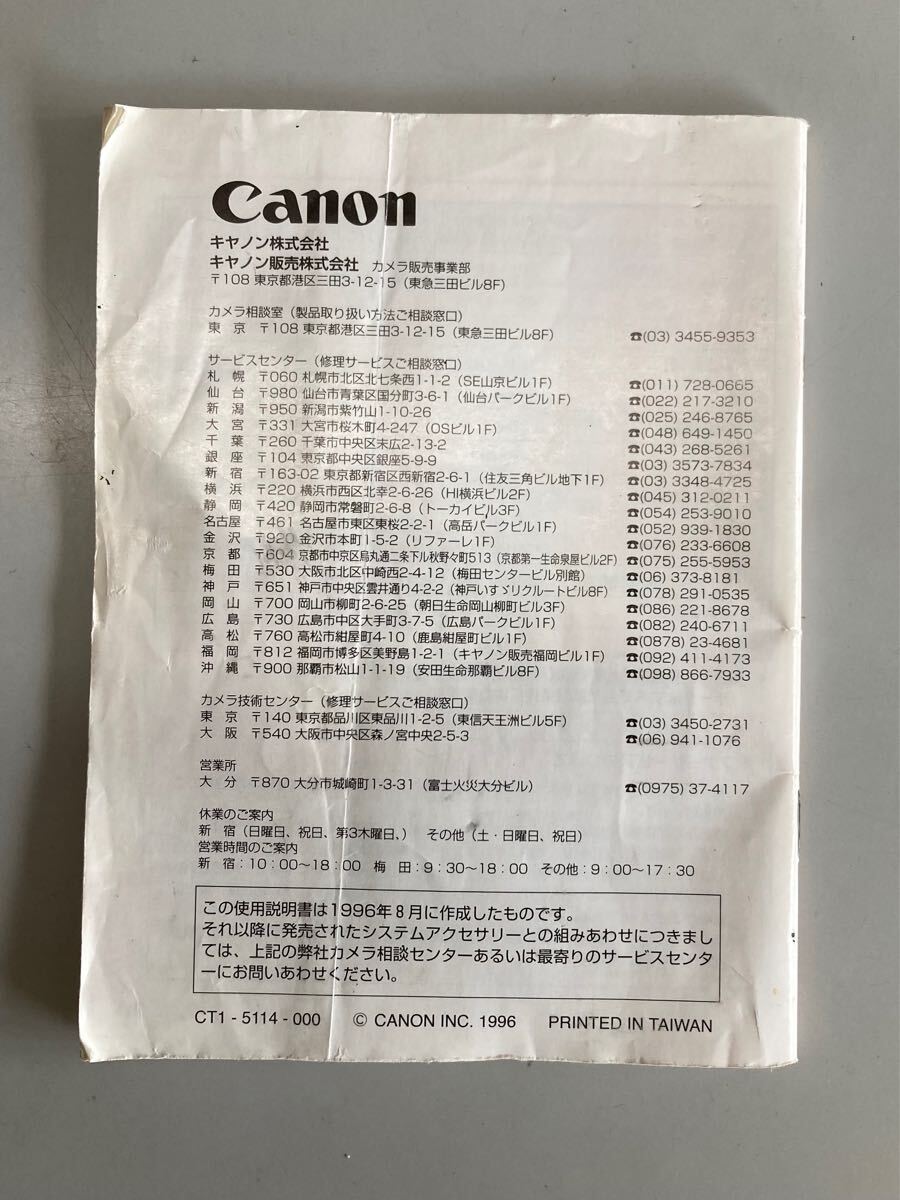 Canon
キヤノン株式会社
キヤノン販売株式会社 カメラ販売事業部
〒108 東京都港区三田3-12-15（東急三田ビル8F）
カメラ相談室（製品取り扱い方法ご相談窓口）
東 京 〒108 東京都港区三田3-12-15（東急三田ビル8F） ☎(03) 3455-9353
サービスセンター（修理サービスご相談窓口）
札 幌 〒060 札幌市北区北七条西1-1-2（SE山京ビル1F） ☎(011) 728-0665
仙 台 〒980 仙台市青葉区国分町3-6-1（仙台パークビル1F） ☎(022) 217-3210
新 潟 〒950 新潟市紫竹山1-10-26 ☎(025) 246-8765
大 宮 〒331 大宮市桜木町4-247（OSビル1F） ☎(048) 649-1450
千 葉 〒260 千葉市中央区末広2-13-2 ☎(043) 268-5261
銀 座 〒104 東京都中央区銀座5-9-9 ☎(03) 3573-7834
新 宿 〒163-02 東京都新宿区西新宿2-6-1（住友三角ビル地下1F） ☎(03) 3348-4725
横 浜 〒220 横浜市西区北幸2-6-26（HI横浜ビル2F） ☎(045) 312-0211
静 岡 〒420 静岡市常磐町2-6-8（トーカイビル3F） ☎(054) 253-9010
名古屋 〒461 名古屋市東区東桜2-2-1（高岳パークビル1F） ☎(052) 939-1830
金 沢 〒920 金沢市本町1-5-2（リファーレ1F） ☎(076) 233-6608
京 都 〒604 京都市中京区烏丸通二条下ル秋野々町513（京都第一生命泉屋ビル2F） ☎(075) 255-5953
梅 田 〒530 大阪市北区中崎西2-4-12（梅田センタービル別館） ☎(06) 373-8181
神 戸 〒651 神戸市中央区雲井通り4-2-2（神戸いすゞリクルートビル8F） ☎(078) 291-0535
岡 山 〒700 岡山市柳町2-6-25（朝日生命岡山柳町ビル3F） ☎(086) 221-8678
広 島 〒730 広島市中区大手町3-7-5（広島パークビル1F） ☎(082) 240-6711
高 松 〒760 高松市紺屋町4-10（鹿島紺屋町ビル1F） ☎(0878) 23-4681
福 岡 〒812 福岡市博多区美野島1-2-1（キヤノン販売福岡ビル1F） ☎(092) 411-4173
沖 縄 〒900 那覇市松山1-1-19（安田生命那覇ビル8F） ☎(098) 866-7933
カメラ技術センター（修理サービスご相談窓口）
東 京 〒140 東京都品川区東品川1-2-5（東信天王洲ビル5F） ☎(03) 3450-2731
大 阪 〒540 大阪市中央区森ノ宮中央2-5-3 ☎(06) 941-1076
営業所
大 分 〒870 大分市城崎町1-3-31（富士火災大分ビル） ☎(0975) 37-4117
休業のご案内
新 宿（日曜日、祝日、第3木曜日、） その他（土・日曜日、祝日）
営業時間のご案内
新 宿：10：00〜18：00 梅 田：9：30〜18：00 その他：9：00〜17：30
この使用説明書は1996年8月に作成したものです。
それ以降に発売されたシステムアクセサリーとの組みあわせにつきまし
ては、上記の弊社カメラ相談センターあるいは最寄りのサービスセンタ
ーにお問いあわせください。
CT1 - 5114 - 000 © CANON INC. 1996 PRINTED IN TAIWAN